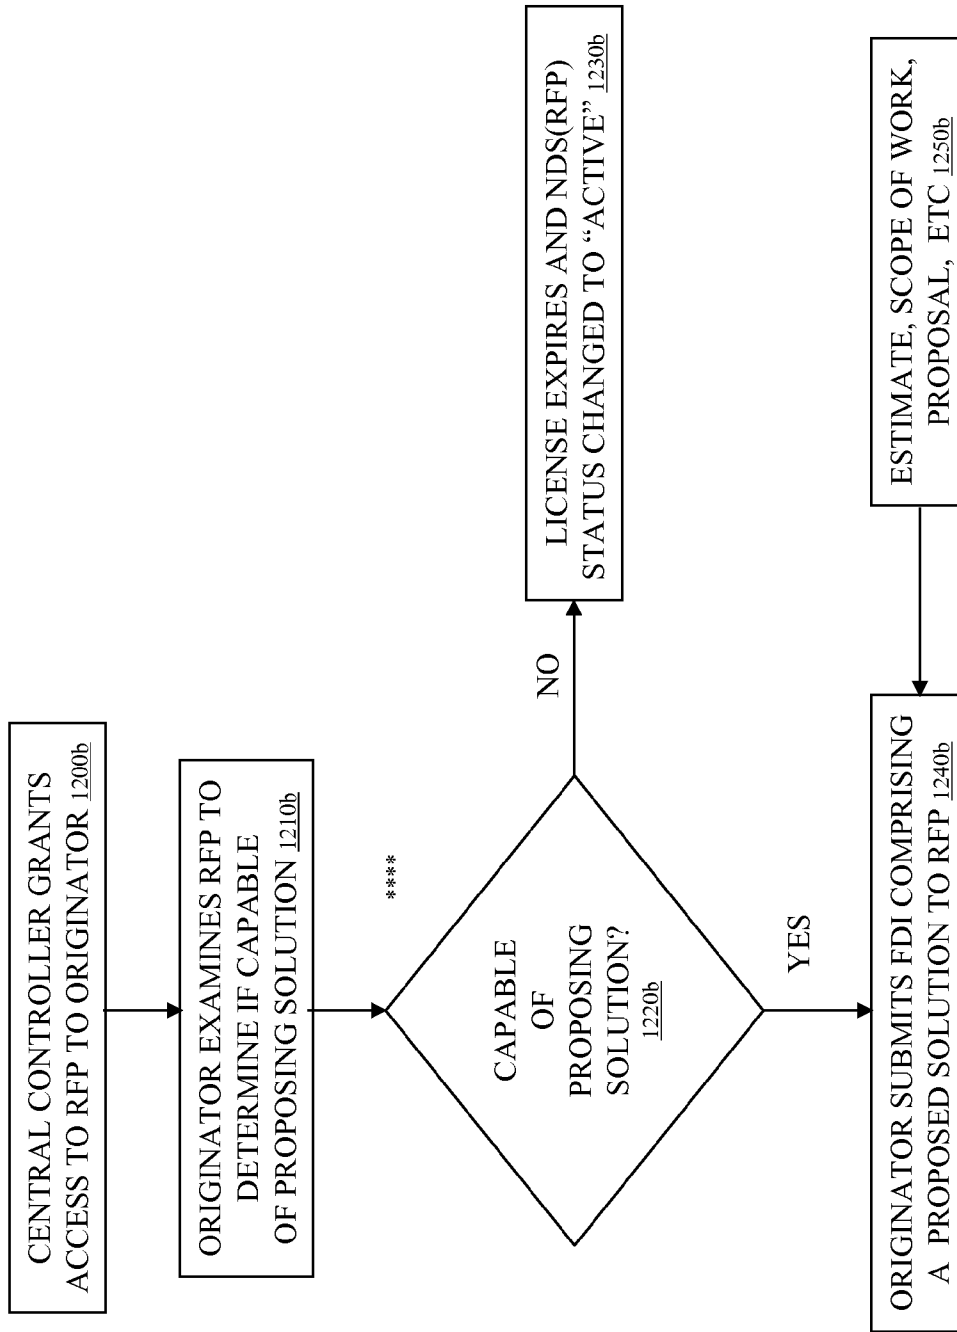 CENTRAL CONTROLLER GRANTS
ACCESS TO RFP TO ORIGINATOR 1200b
ORIGINATOR EXAMINES RFP TO
DETERMINE IF CAPABLE
OF PROPOSING SOLUTION 1210b
****
CAPABLE
OF
PROPOSING
SOLUTION?
1220b
NO
LICENSE EXPIRES AND NDS(RFP)
STATUS CHANGED TO “ACTIVE” 1230b
YES
ORIGINATOR SUBMITS FDI COMPRISING
A PROPOSED SOLUTION TO RFP 1240b
ESTIMATE, SCOPE OF WORK,
PROPOSAL, ETC 1250b